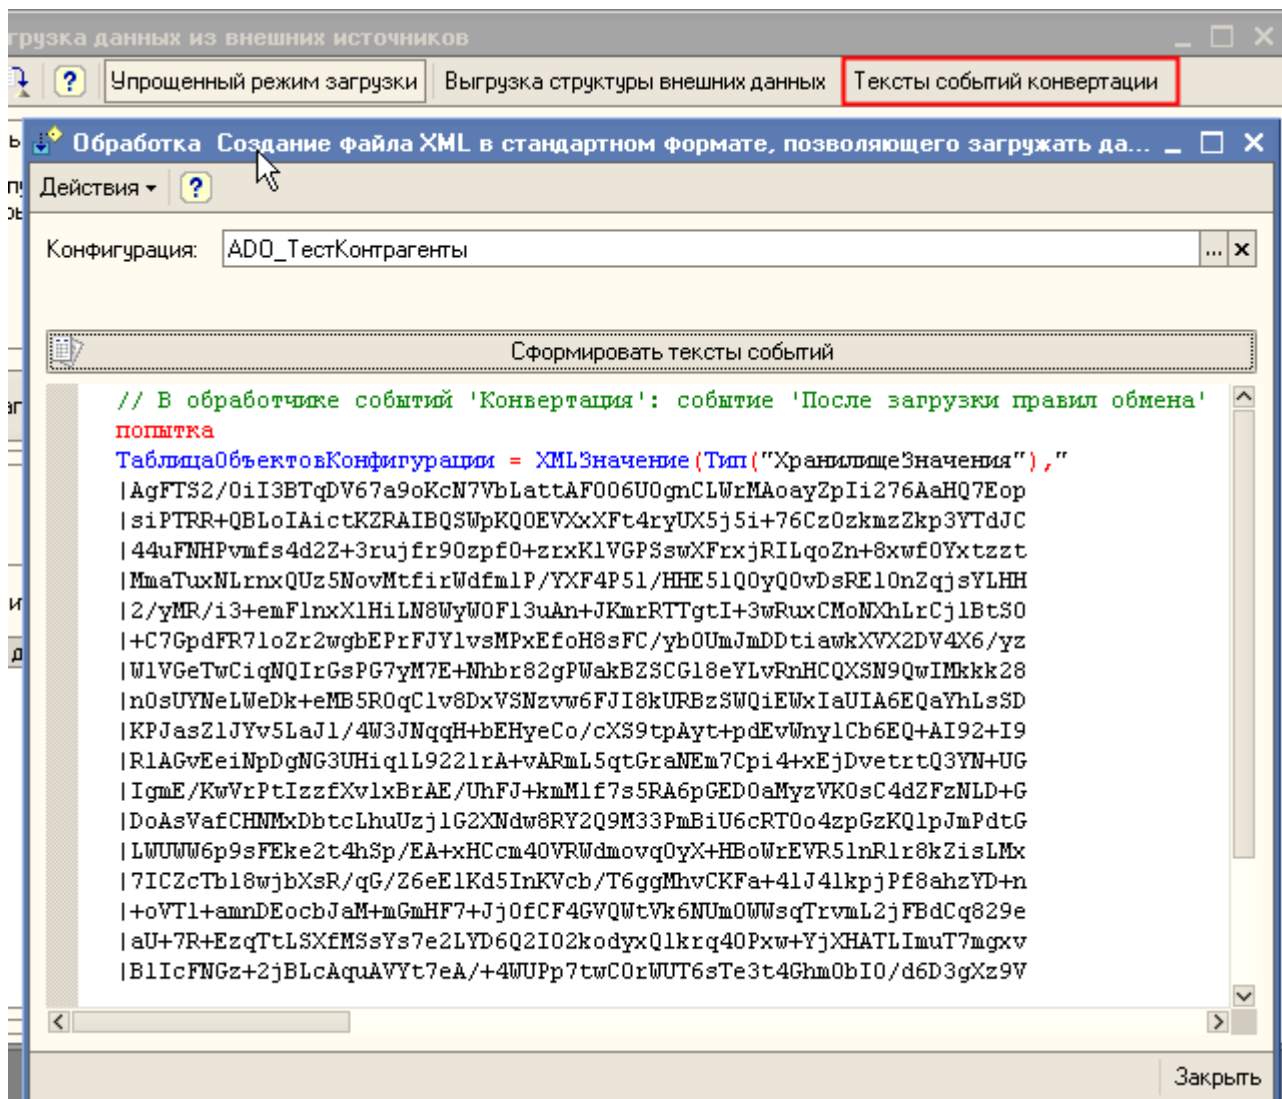 грузка данных из внешних источников
Упрощенный режим загрузки Выгрузка структуры внешних данных Тексты событий конвертации
Обработка Создание файла XML в стандартном формате, позволяющего загружать да...
Действия
Конфигурация: ADO_ТестКонтрагенты ...
Сформировать тексты событий
// В обработчике событий 'Конвертация': событие 'После загрузки правил обмена'
попытка
ТаблицаОбъектовКонфигурации = XMLЗначение(Тип("ХранилищеЗначения"),"
|AgFTS2/0iI3BTqDV67a9oKcN7VbLattAF006U0gnCLWrMAoayZpIi276AaHQ7Eop
|siPTRR+QBLoIAictKZRAIBQSWpKQ0EVXxXFt4ryUX5j5i+76Cz0zkmzZkp3YTdJC
|44uFNHPvmfs4d2Z+3rujfr90zpf0+zrxKlVGPSswXFrxjRILqoZn+8xwf0Yxtzzt
|MmaTuxNLrnxQUz5NovMtfirWdfmlP/YXF4P5l/HHE5lQ0yQ0vDsREl0nZqjsYLHH
|2/yMR/i3+emFlnxXlHiLN8WyW0Fl3uAn+JKmrRTTgtI+3wRuxCMoNXhLrCjlBtS0
|+C7GpdFR7loZr2wgbEPrFJYlvsMPxEfoH8sFC/yb0UmJmDDtiawkXVX2DV4X6/yz
|WlVGeTwCiqNQIrGsPG7yM7E+Nhbr82gPWakBZSCGl8eYLvRnHCQXSN9QwIMkkk28
|n0sUYNeLWeDk+eMB5R0qClv8DxVSNzvw6FJI8kURBzSWQiEWxIaUIA6EQaYhLsSD
|KPJasZlJYv5LaJl/4W3JNqqH+bEHyeCo/cXS9tpAyt+pdEvWnylCb6EQ+AI92+I9
|RlAGvEeiNpDgNG3UHiqlL922lrA+vARmL5qtGraNEm7Cpi4+xEjDvetrtQ3YN+UG
|IgmE/KwVrPtIzzfXvlxBrAE/UhFJ+kmMlf7s5RA6pGED0aMyzVK0sC4dZFzNLD+G
|DoAsVafCHNMxDbtcLhuUzjlG2XNdw8RY2Q9M33PmBiU6cRT0o4zpGzKQlpJmPdtG
|LWUWW6p9sFEke2t4hSp/EA+xHCcm40VRWdmovq0yX+HBoWrEVR5lnRlr8kZisLMx
|7ICZcTbl8wjbXsR/qG/Z6eElKd5InKVcb/T6ggMhvCKFa+4lJ4lkpjPf8ahzYD+n
|+oVTl+amnDEocbJaM+mGmHF7+Jj0fCF4GVQWtVk6NUm0WWsqTrvmL2jFBdCq829e
|aU+7R+EzqTtLSXfMSsYs7e2LYD6Q2I02kodyxQlkrq40Pxw+YjXHATLImuT7mgxv
|BlIcFNGz+2jBLcAquAVYt7eA/+4WUPp7twC0rWUT6sTe3t4Ghm0bI0/d6D3gXz9V
Закрыть